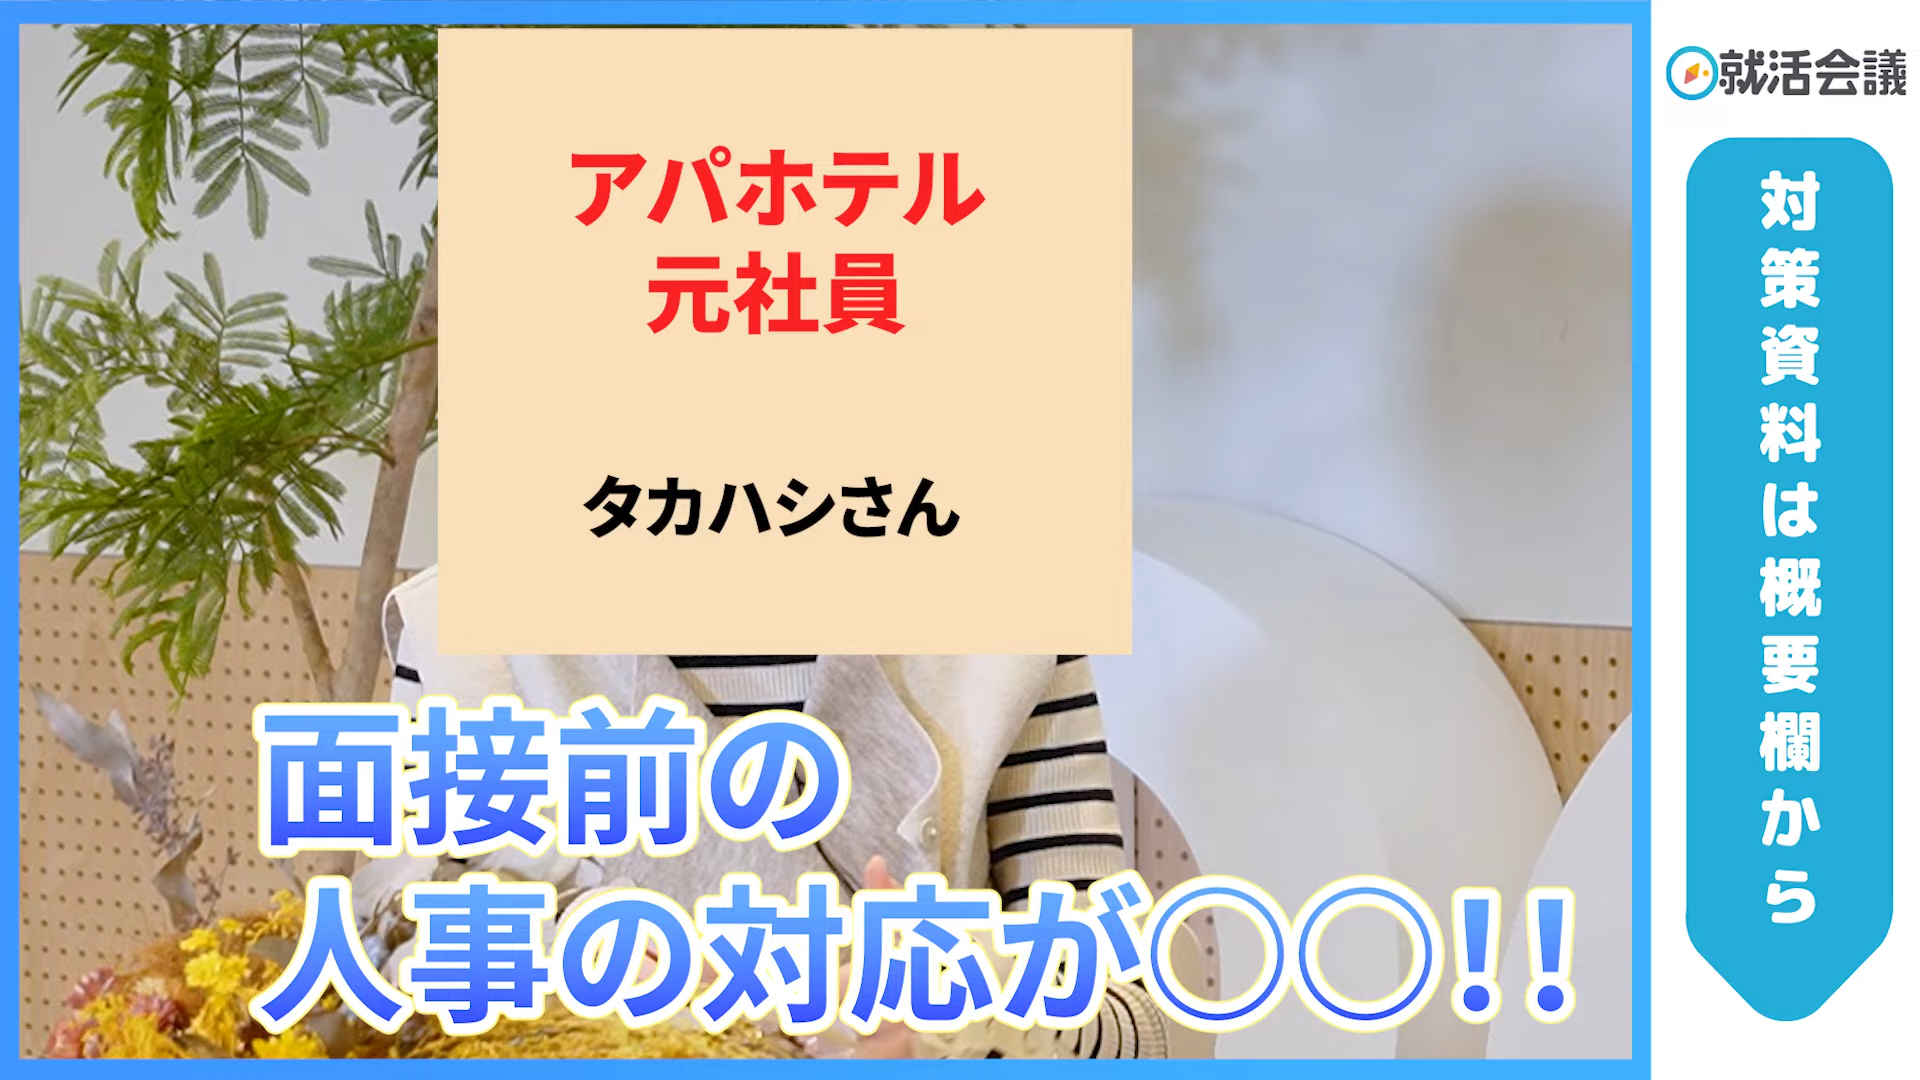 アパホテル
元社員
タカハシさん
面接前の
人事の対応が〇〇!!
就活会議
対策資料は概要欄から